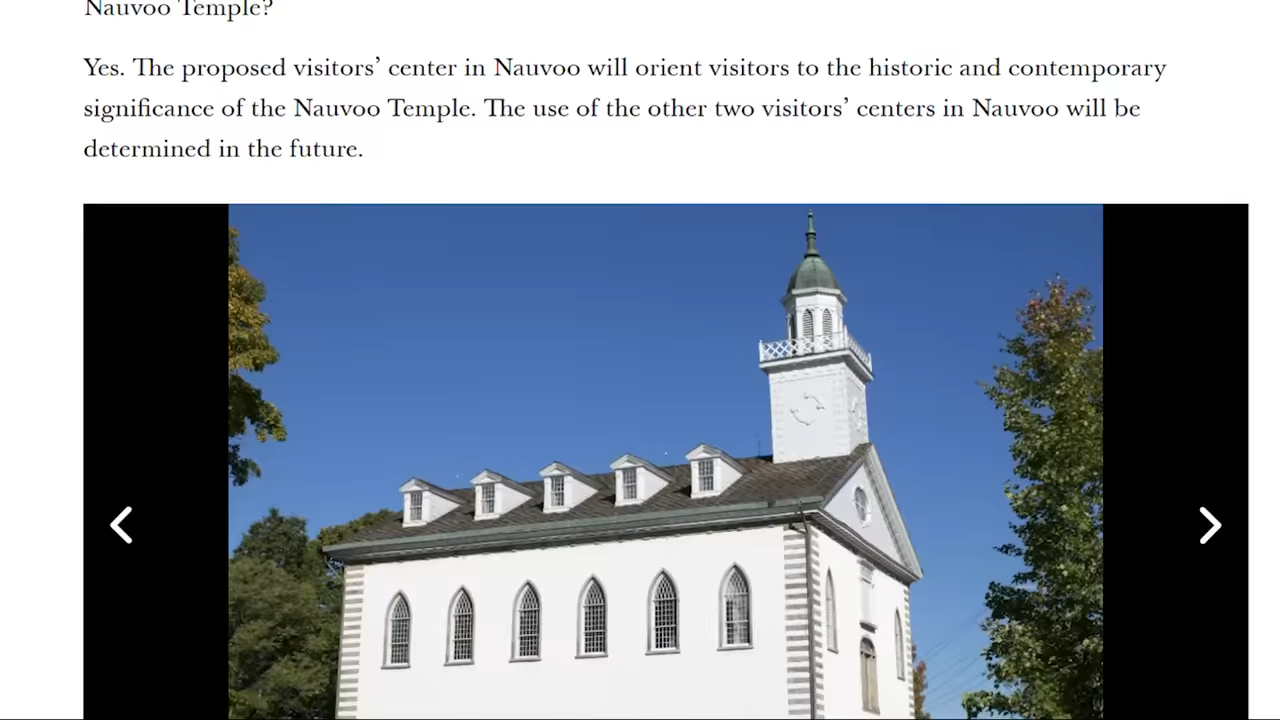 Nauvoo Temple?
Yes. The proposed visitors’ center in Nauvoo will orient visitors to the historic and contemporary
significance of the Nauvoo Temple. The use of the other two visitors’ centers in Nauvoo will be
determined in the future.